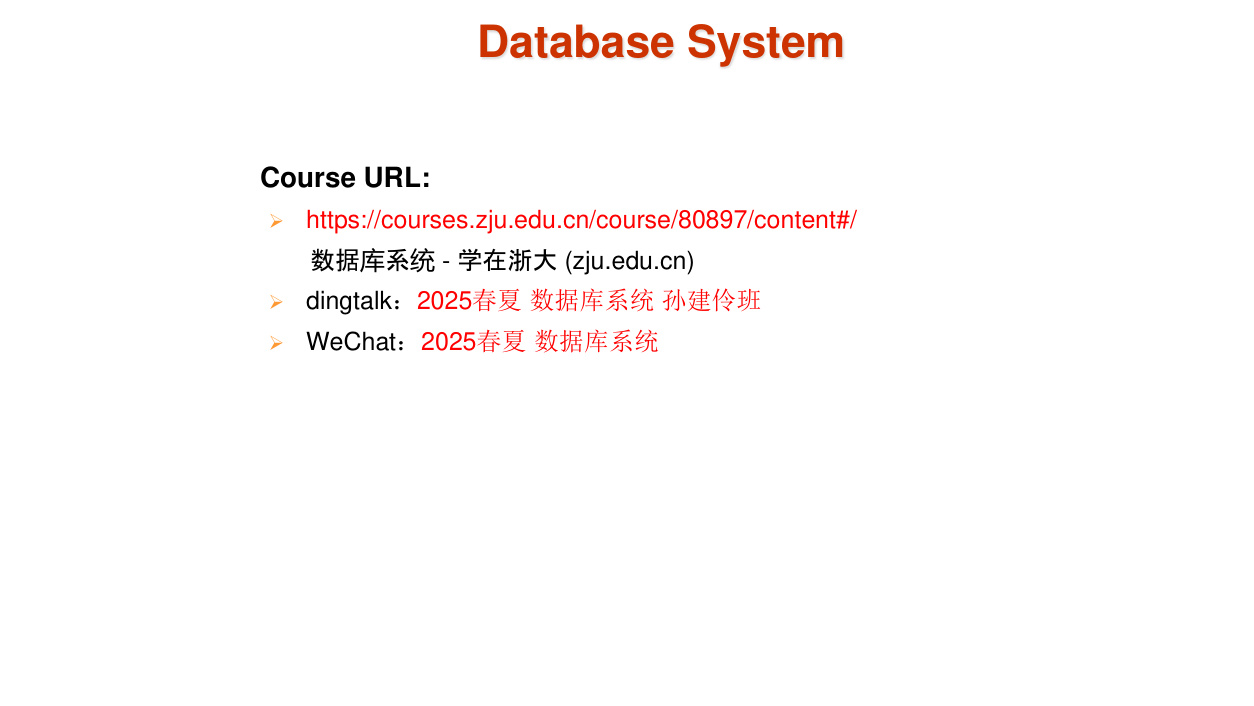 Database System
Course URL:
https://courses.zju.edu.cn/course/80897/content#/
数据库系统 - 学在浙大 (zju.edu.cn)
dingtalk：2025春夏 数据库系统 孙建伶班
WeChat：2025春夏 数据库系统